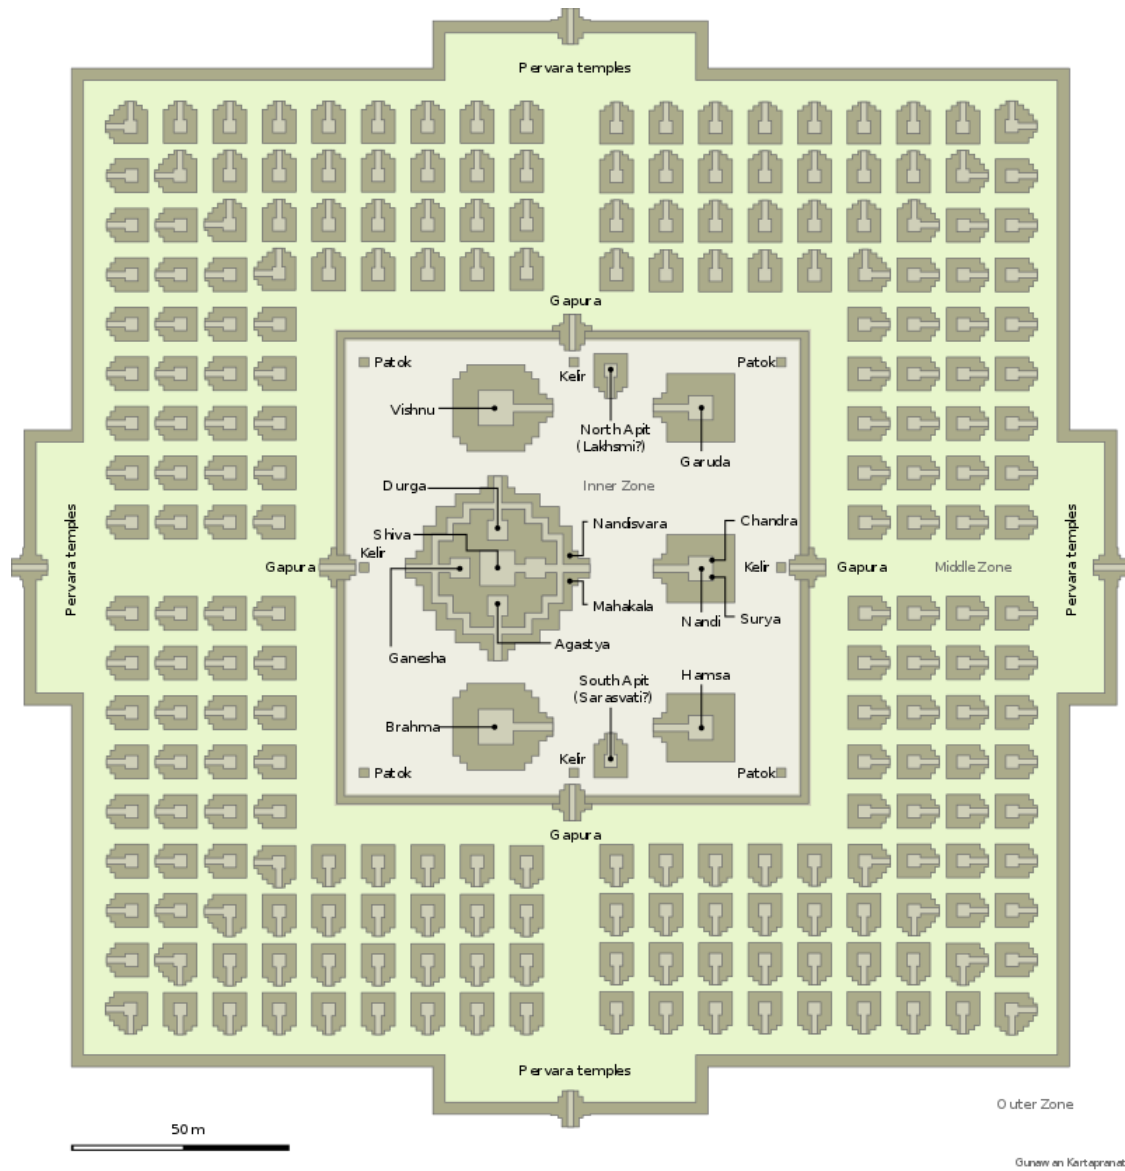 Pervara temples
Gapura
Patok
Kelir
Patok
Vishnu
North Apit
(Lakhsmi?)
Garuda
Durga
Inner Zone
Shiva
Nandisvara
Chandra
Pervara temples
Gapura
Kelir
Kelir
Gapura
Middle Zone
Pervara temples
Mahakala
Nandi
Surya
Ganesha
Agastya
South Apit
(Sarasvati?)
Hamsa
Brahma
Patok
Kelir
Patok
Gapura
Pervara temples
Outer Zone
50 m
Gunawan Kartapranat